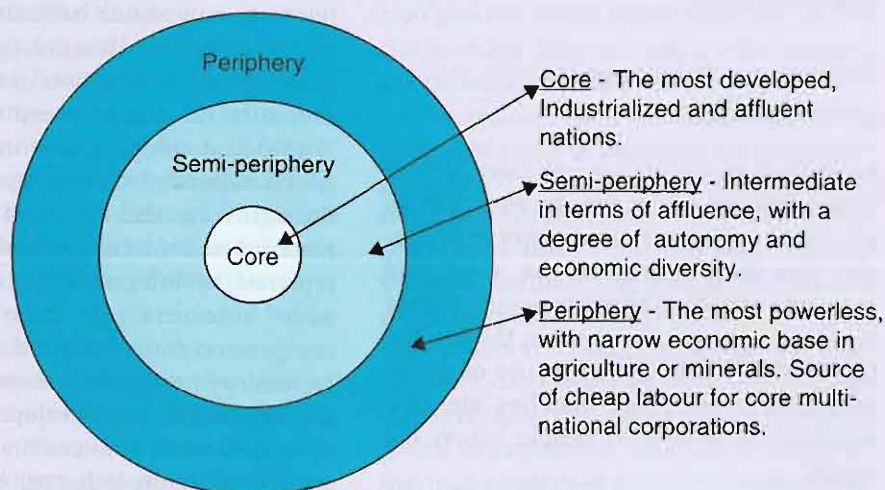 Periphery
Semi-periphery
Core
Core - The most developed,
Industrialized and affluent
nations.
Semi-periphery - Intermediate
in terms of affluence, with a
degree of autonomy and
economic diversity.
Periphery - The most powerless,
with narrow economic base in
agriculture or minerals. Source
of cheap labour for core multi-
national corporations.